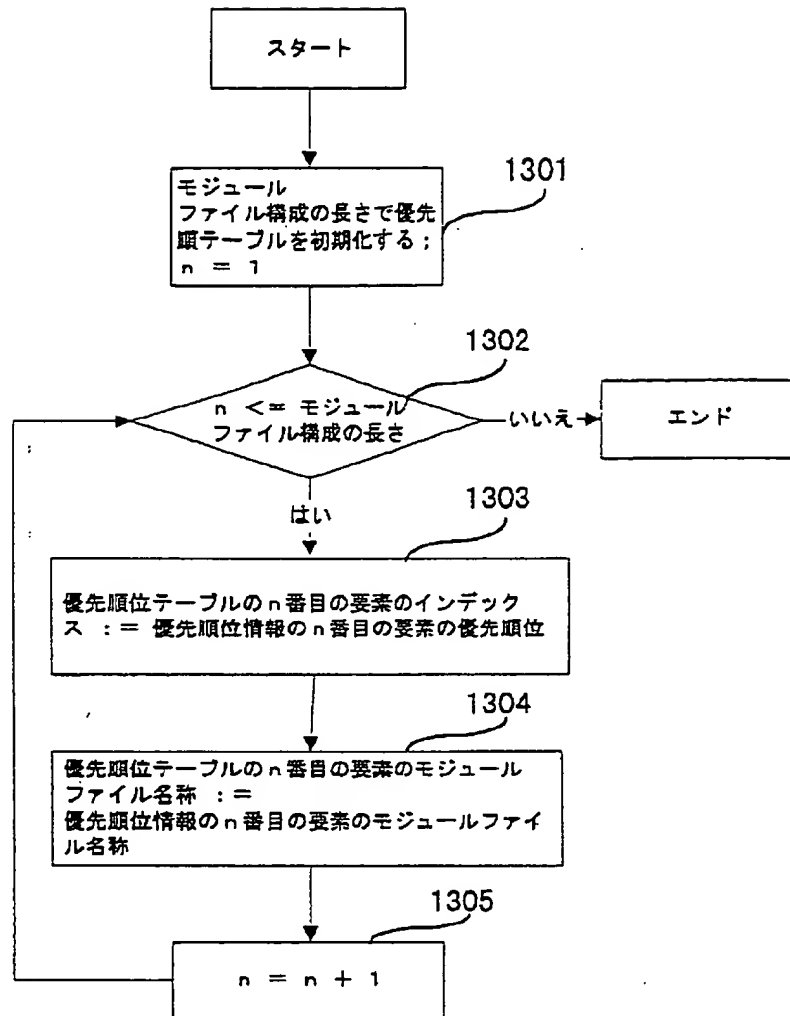 スタート
1301
モジュール
ファイル構成の長さで優先
順テーブルを初期化する;
n = 1
1302
n <= モジュール
ファイル構成の長さ
いいえ
エンド
はい
1303
優先順位テーブルのn番目の要素のインデック
ス := 優先順位情報のn番目の要素の優先順位
1304
優先順位テーブルのn番目の要素のモジュール
ファイル名称 :=
優先順位情報のn番目の要素のモジュールファイ
ル名称
1305
n = n + 1